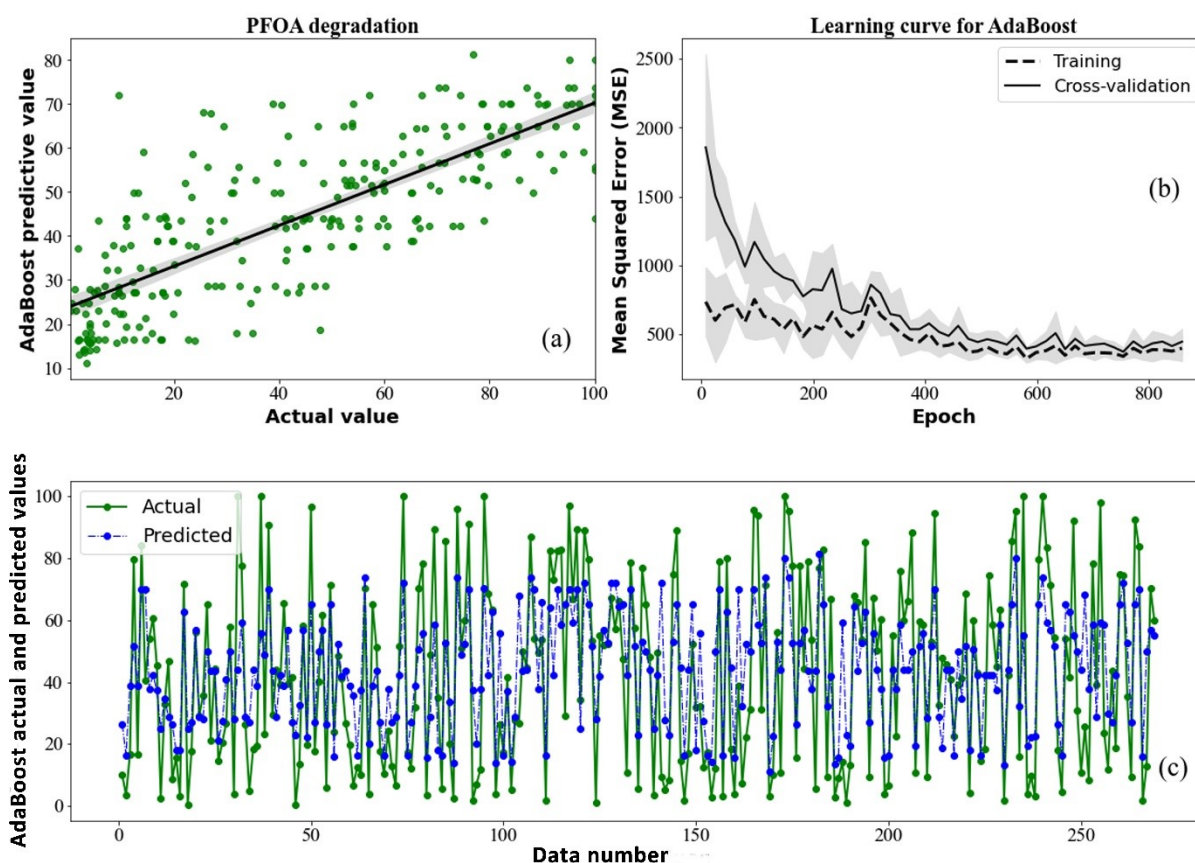 PFOA degradation
AdaBoost predictive value
80
70
60
50
40
30
20
10
(a)
20
40
60
80
100
Actual value
Learning curve for AdaBoost
Mean Squared Error (MSE)
2500
2000
1500
1000
500
Training
Cross-validation
(b)
0
200
400
600
800
Epoch
AdaBoost actual and predicted values
100
80
60
40
20
0
Actual
Predicted
(c)
0
50
100
150
200
250
Data number